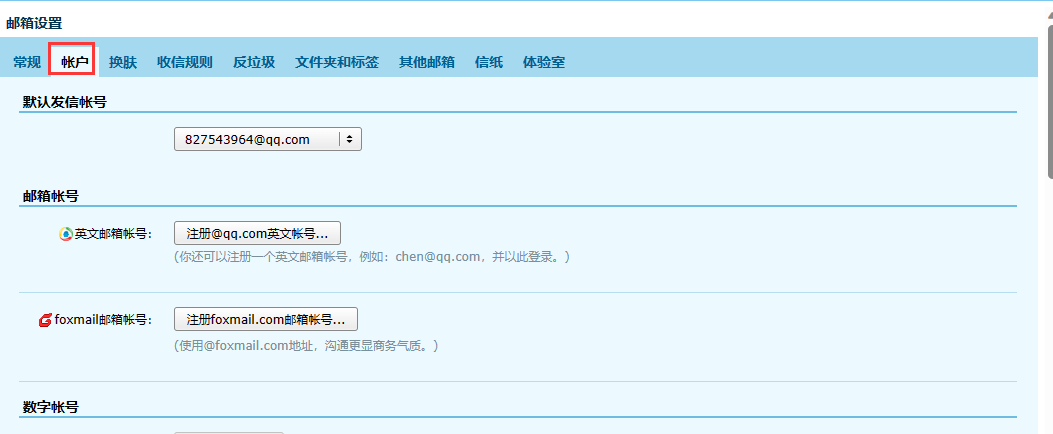 邮箱设置
常规 帐户 换肤 收信规则 反垃圾 文件夹和标签 其他邮箱 信纸 体验室
默认发信帐号
827543964@qq.com
邮箱帐号
英文邮箱帐号： 注册@qq.com英文帐号...
(你还可以注册一个英文邮箱帐号，例如：chen@qq.com，并以此登录。)
foxmail邮箱帐号： 注册foxmail.com邮箱帐号...
(使用@foxmail.com地址，沟通更显商务气质。)
数字帐号